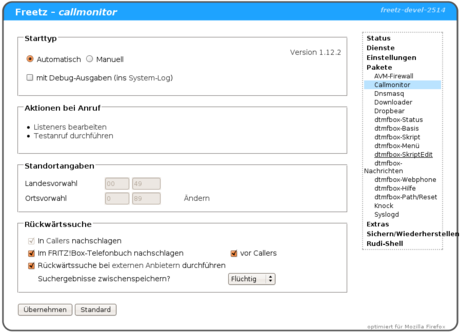 Freetz – callmonitor
freetz-devel-2514
Starttyp
Version 1.12.2
Automatisch Manuell
mit Debug-Ausgaben (ins System-Log)
Aktionen bei Anruf
Listeners bearbeiten
Testanruf durchführen
Standortangaben
Landesvorwahl 00 49
Ortsvorwahl 0 89 Ändern
Rückwärtssuche
In Callers nachschlagen
Im FRITZ!Box-Telefonbuch nachschlagen vor Callers
Rückwärtssuche bei externen Anbietern durchführen
Suchergebnisse zwischenspeichern? Flüchtig
Übernehmen Standard
Status
Dienste
Einstellungen
Pakete
AVM-Firewall
Callmonitor
Dnsmasq
Downloader
Dropbear
dtmfbox-Status
dtmfbox-Basis
dtmfbox-Skript
dtmfbox-Menü
dtmfbox-SkriptEdit
dtmfbox-
Nachrichten
dtmfbox-Webphone
dtmfbox-Hilfe
dtmfbox-Path/Reset
Knock
Syslogd
Extras
Sichern/Wiederherstellen
Rudi-Shell
optimiert für Mozilla Firefox